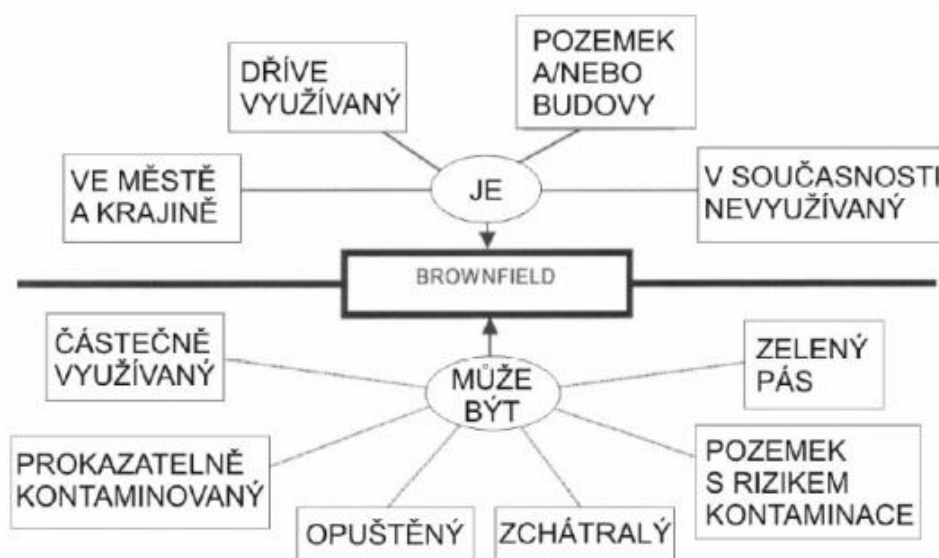 DŘÍVE
VYUŽÍVANÝ
POZEMEK
A/NEBO
BUDOVY
VE MĚSTĚ
A KRAJINĚ
JE
V SOUČASNOSTI
NEVYUŽÍVANÝ
BROWNFIELD
ČÁSTEČNĚ
VYUŽÍVANÝ
MŮŽE
BÝT
ZELENÝ
PÁS
PROKAZATELNĚ
KONTAMINOVANÝ
OPUŠTĚNÝ
ZCHÁTRALÝ
POZEMEK
S RIZIKEM
KONTAMINACE